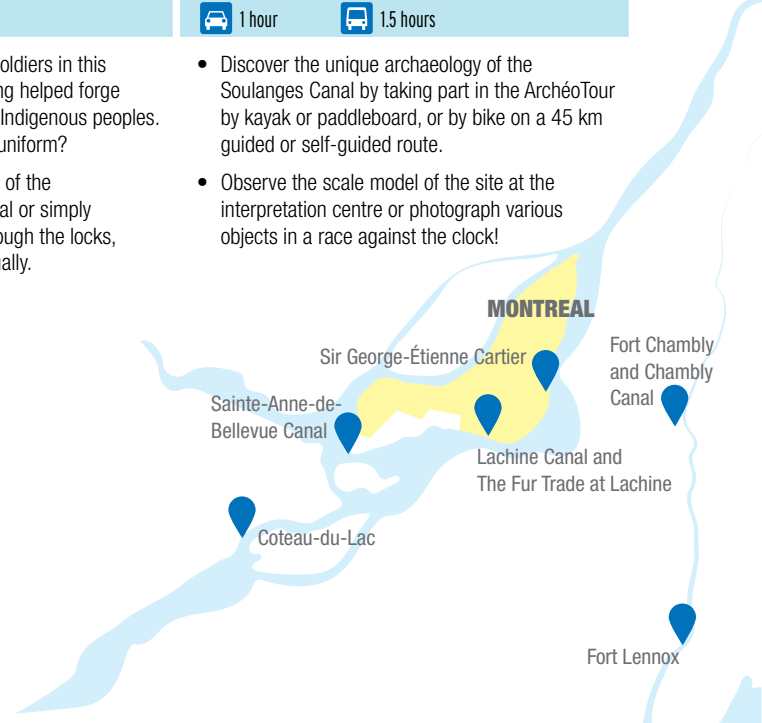 1 hour
1.5 hours
oldiers in this
ng helped forge
Indigenous peoples.
uniform?
of the
al or simply
ough the locks,
ally.
• Discover the unique archaeology of the
Soulanges Canal by taking part in the ArchéoTour
by kayak or paddleboard, or by bike on a 45 km
guided or self-guided route.
• Observe the scale model of the site at the
interpretation centre or photograph various
objects in a race against the clock!
MONTREAL
Sir George-Étienne Cartier
Fort Chambly
and Chambly
Canal
Sainte-Anne-de-
Bellevue Canal
Lachine Canal and
The Fur Trade at Lachine
Coteau-du-Lac
Fort Lennox